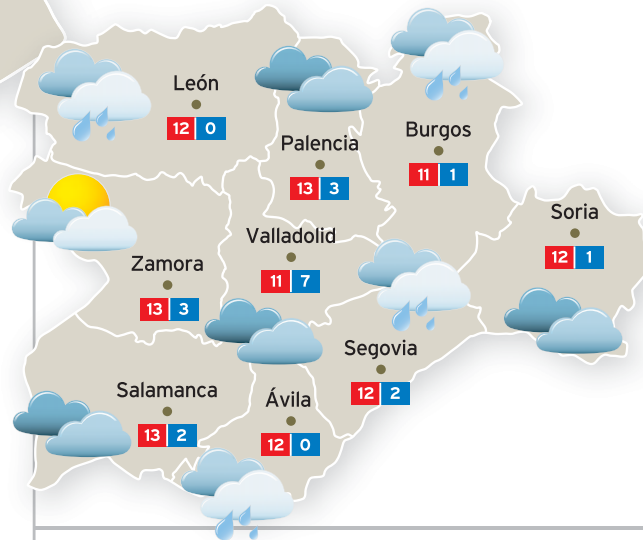 León
12 0
Palencia
13 3
Burgos
11 1
Soria
12 1
Valladolid
11 7
Zamora
13 3
Segovia
12 2
Salamanca
13 2
Ávila
12 0